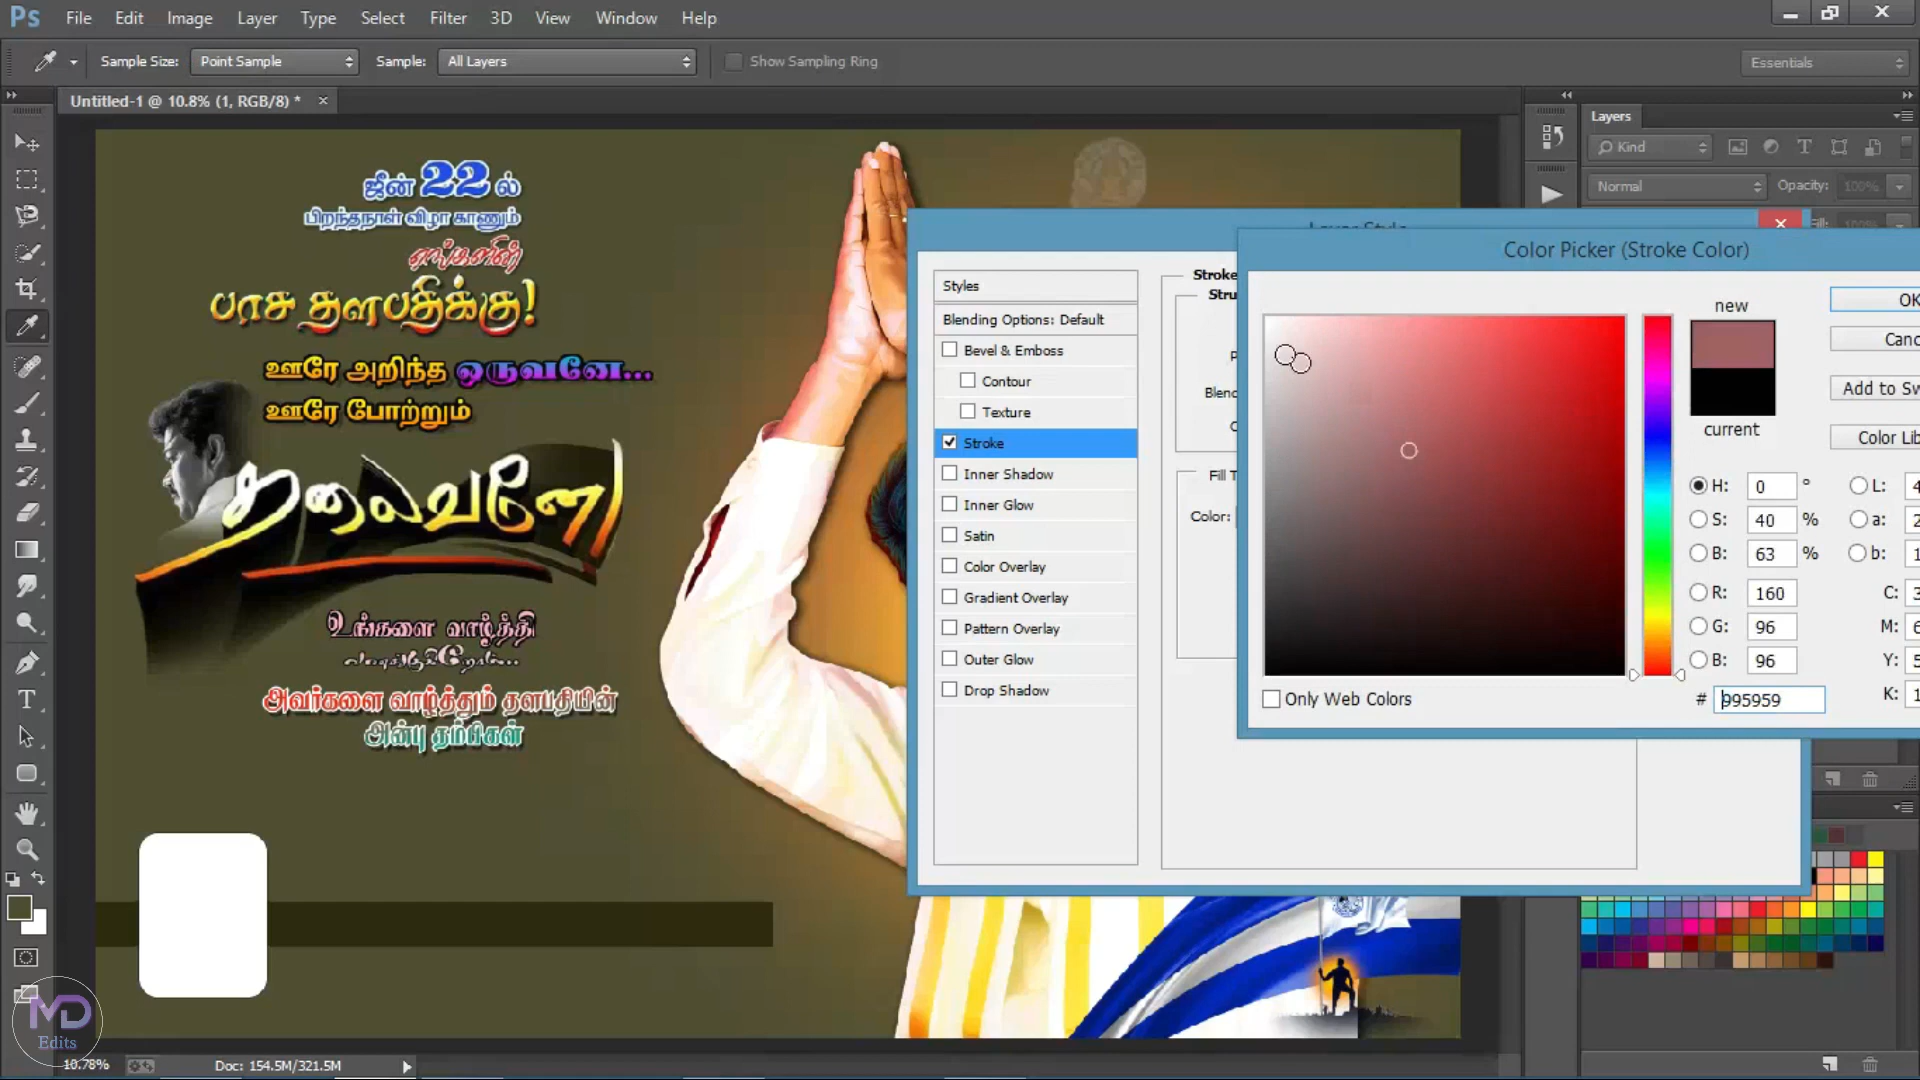 Ps File Edit Image Layer Type Select Filter 3D View Window Help
Sample Size: Point Sample Sample: All Layers Show Sampling Ring Essentials
Untitled-1 @ 10.8% (1, RGB/8) * ×
Layers
Kind
Normal Opacity: 100%
ஜீன் 22 ல்
பிறந்தநாள் விழா காணும்
எங்களின்
பாச தளபதிக்கு!
ஊரே அறிந்த ஒருவனே...
ஊரே போற்றும்
தலைவனே!
உங்களை வாழ்த்தி
அவர்களை வாழ்த்தும் தளபதியின்
அன்பு தம்பிகள்
Styles
Blending Options: Default
Bevel & Emboss
Contour
Texture
Stroke
Inner Shadow
Inner Glow
Satin
Color Overlay
Gradient Overlay
Pattern Overlay
Outer Glow
Drop Shadow
Stroke
Color:
Color Picker (Stroke Color)
new
current
OK
H: 0 °
S: 40 %
B: 63 %
R: 160
G: 96
B: 96
L:
a:
b:
C:
M:
Y:
K:
Only Web Colors
# 995959
MD
Edits
10.78% Doc: 154.5M/321.5M